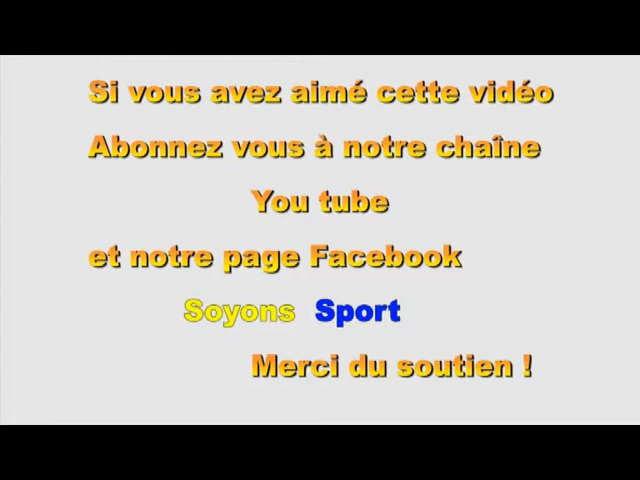 Si vous avez aimé cette vidéo
Abonnez vous à notre chaîne
You tube
et notre page Facebook
Soyons Sport
Merci du soutien !